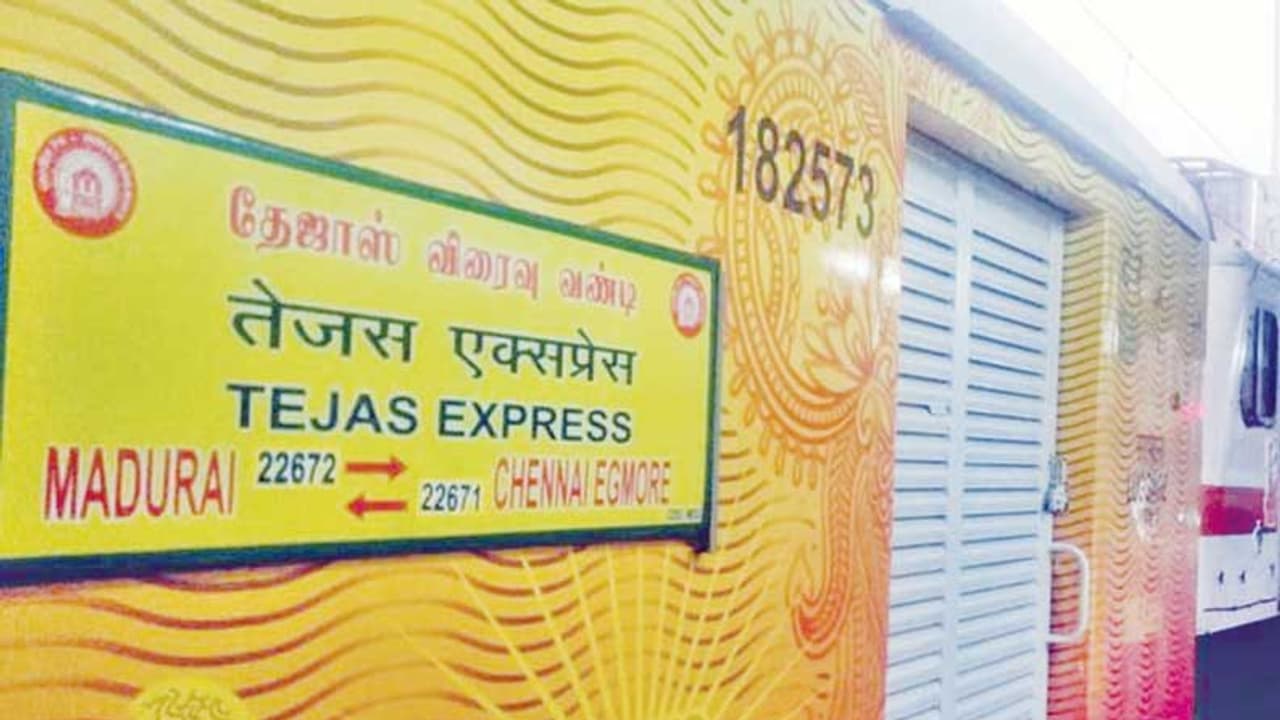 தேஜாஸ் விரைவு வண்டி
तेजस एक्सप्रेस
TEJAS EXPRESS
MADURAI 22672 → ← 22671 CHENNAI EGMORE
182573